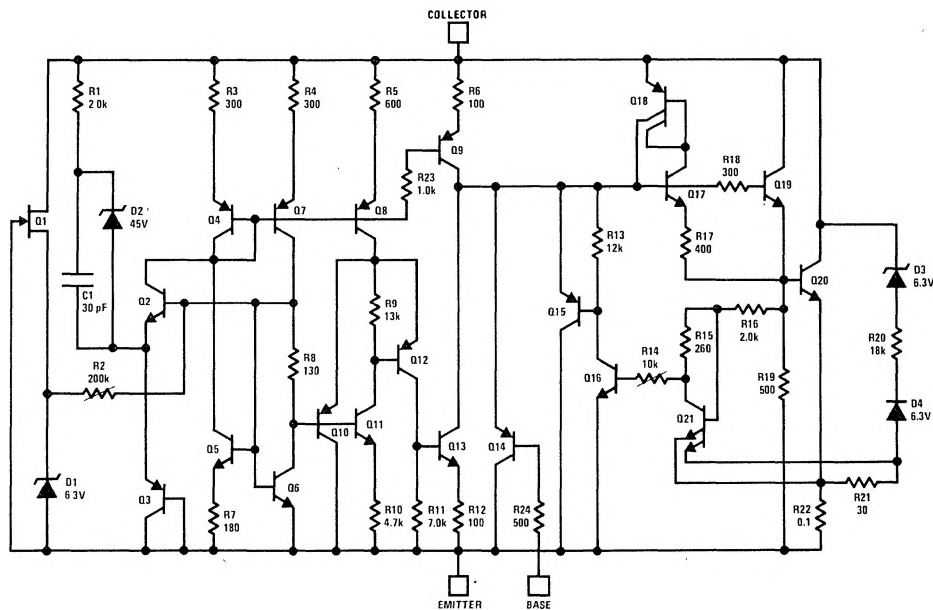 COLLECTOR
R1
2.0k
R3
300
R4
300
R5
600
R6
100
Q18
Q9
R23
1.0k
R18
300
Q19
Q1
D2
45V
Q4
Q7
Q8
Q17
R13
12k
R17
400
Q20
D3
6.3V
C1
30 pF
Q2
R9
13k
Q15
R15
260
R16
2.0k
R20
18k
R2
200k
R8
130
Q12
R14
10k
Q16
R19
500
Q21
D4
6.3V
Q5
Q10
Q11
Q13
Q14
D1
6.3V
Q3
Q6
R7
180
R10
4.7k
R11
7.0k
R12
100
R24
500
R21
30
R22
0.1
EMITTER
BASE